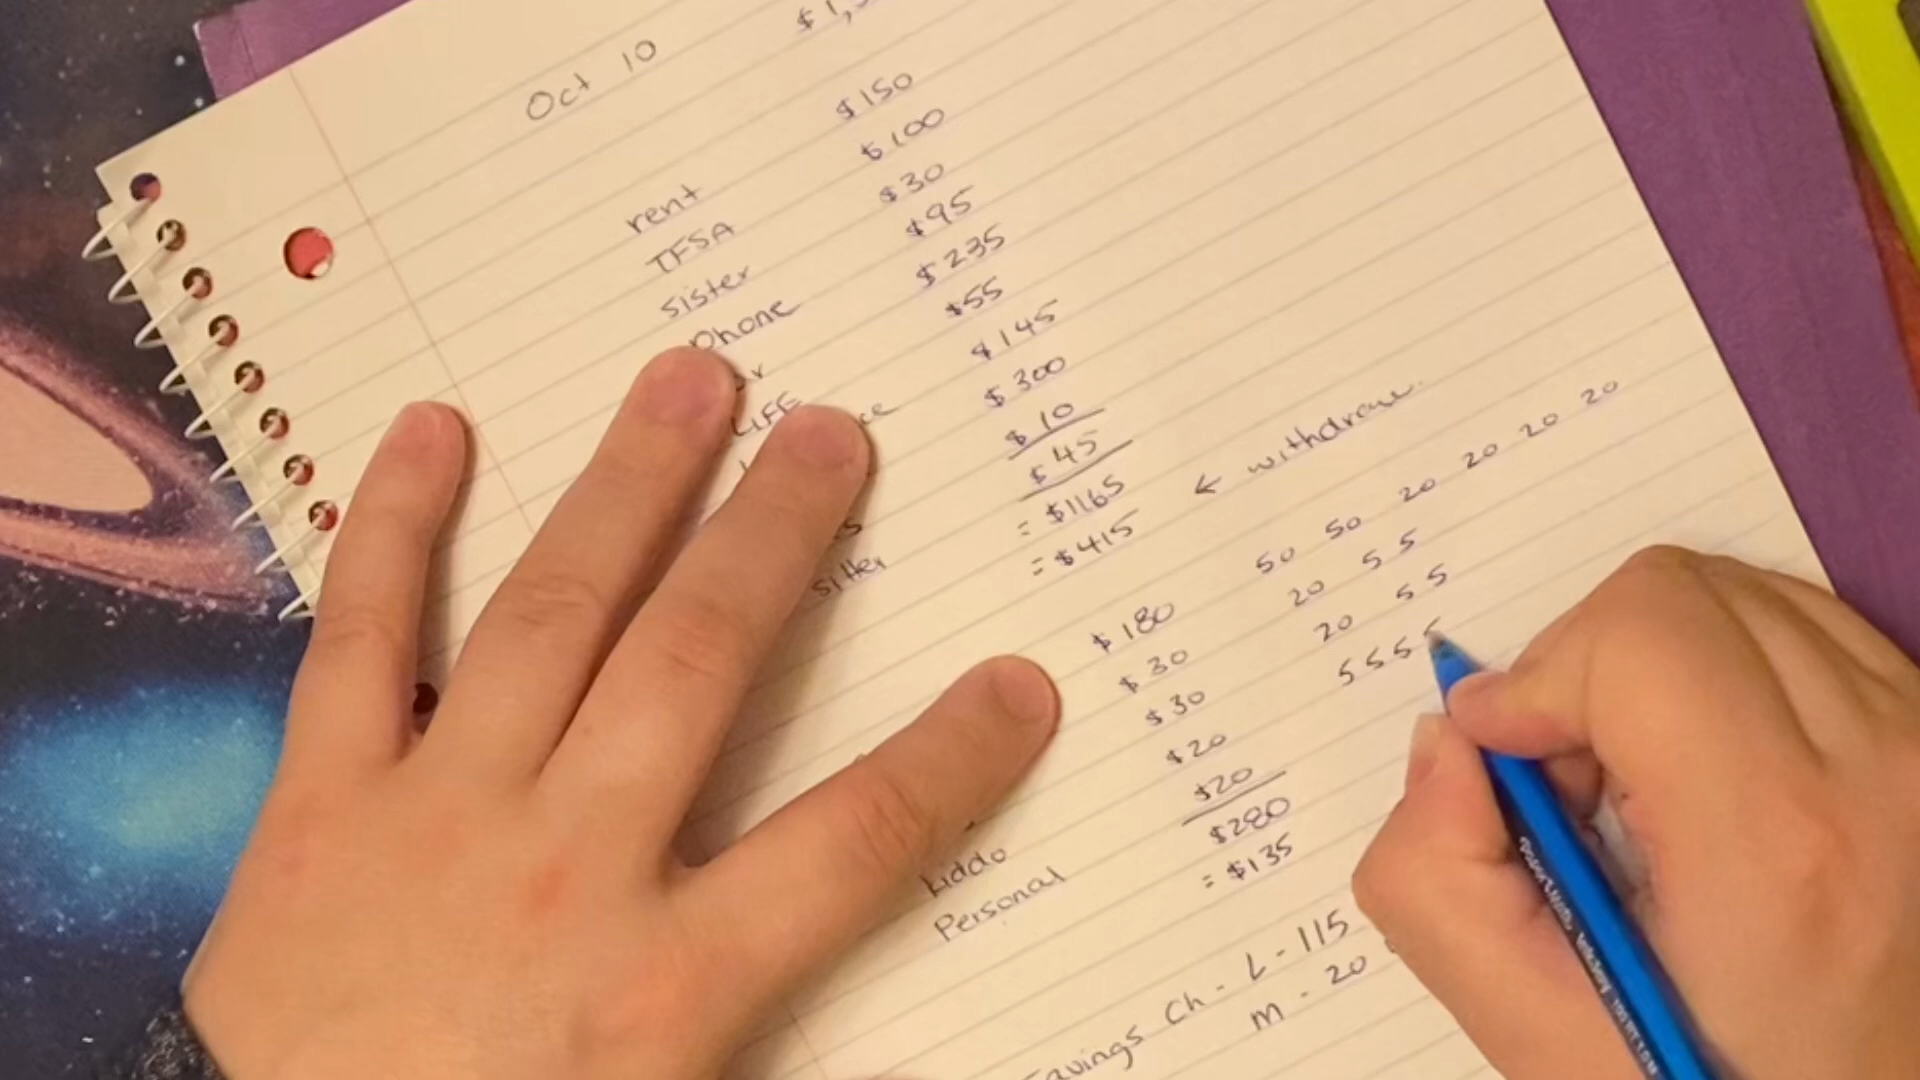 Oct 10 $1,
rent $150
TFSA $100
sister $30
phone $95
$235
LIFE $55
$145
$300
$10
sitter $45
= $1165
= $415 ← withdraw
$180 50 50 20 20 20 20
$30 20 5 5
$30 20 5 5
kiddo $20 5 5 5 5
Personal $20
$280
= $135
Savings Ch - L - 115
m - 20